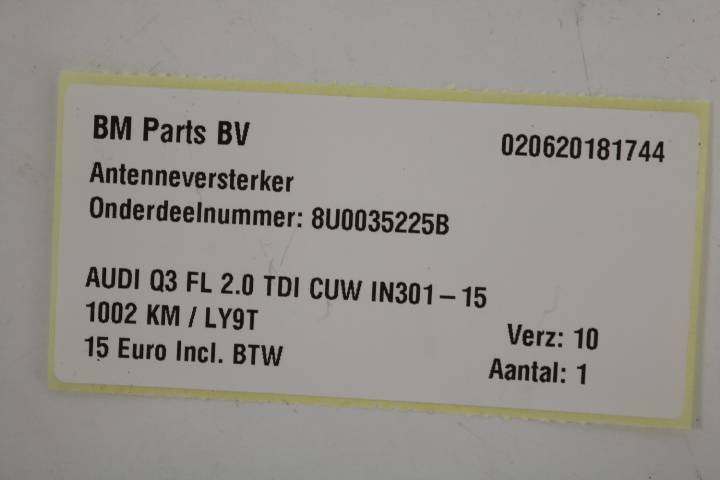 BM Parts BV 020620181744
Antenneversterker
Onderdeelnummer: 8U0035225B
AUDI Q3 FL 2.0 TDI CUW IN301-15
1002 KM / LY9T Verz: 10
15 Euro Incl. BTW Aantal: 1